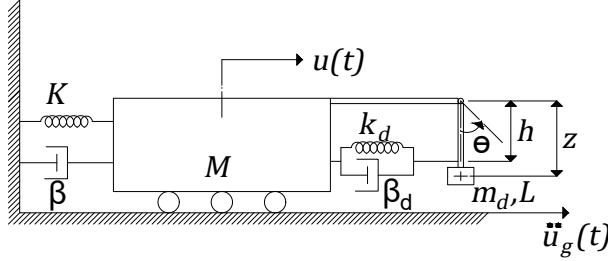 u(t)
K
k_d
h
z
ɵ
M
β
β_d
m_d,L
ü_g(t)